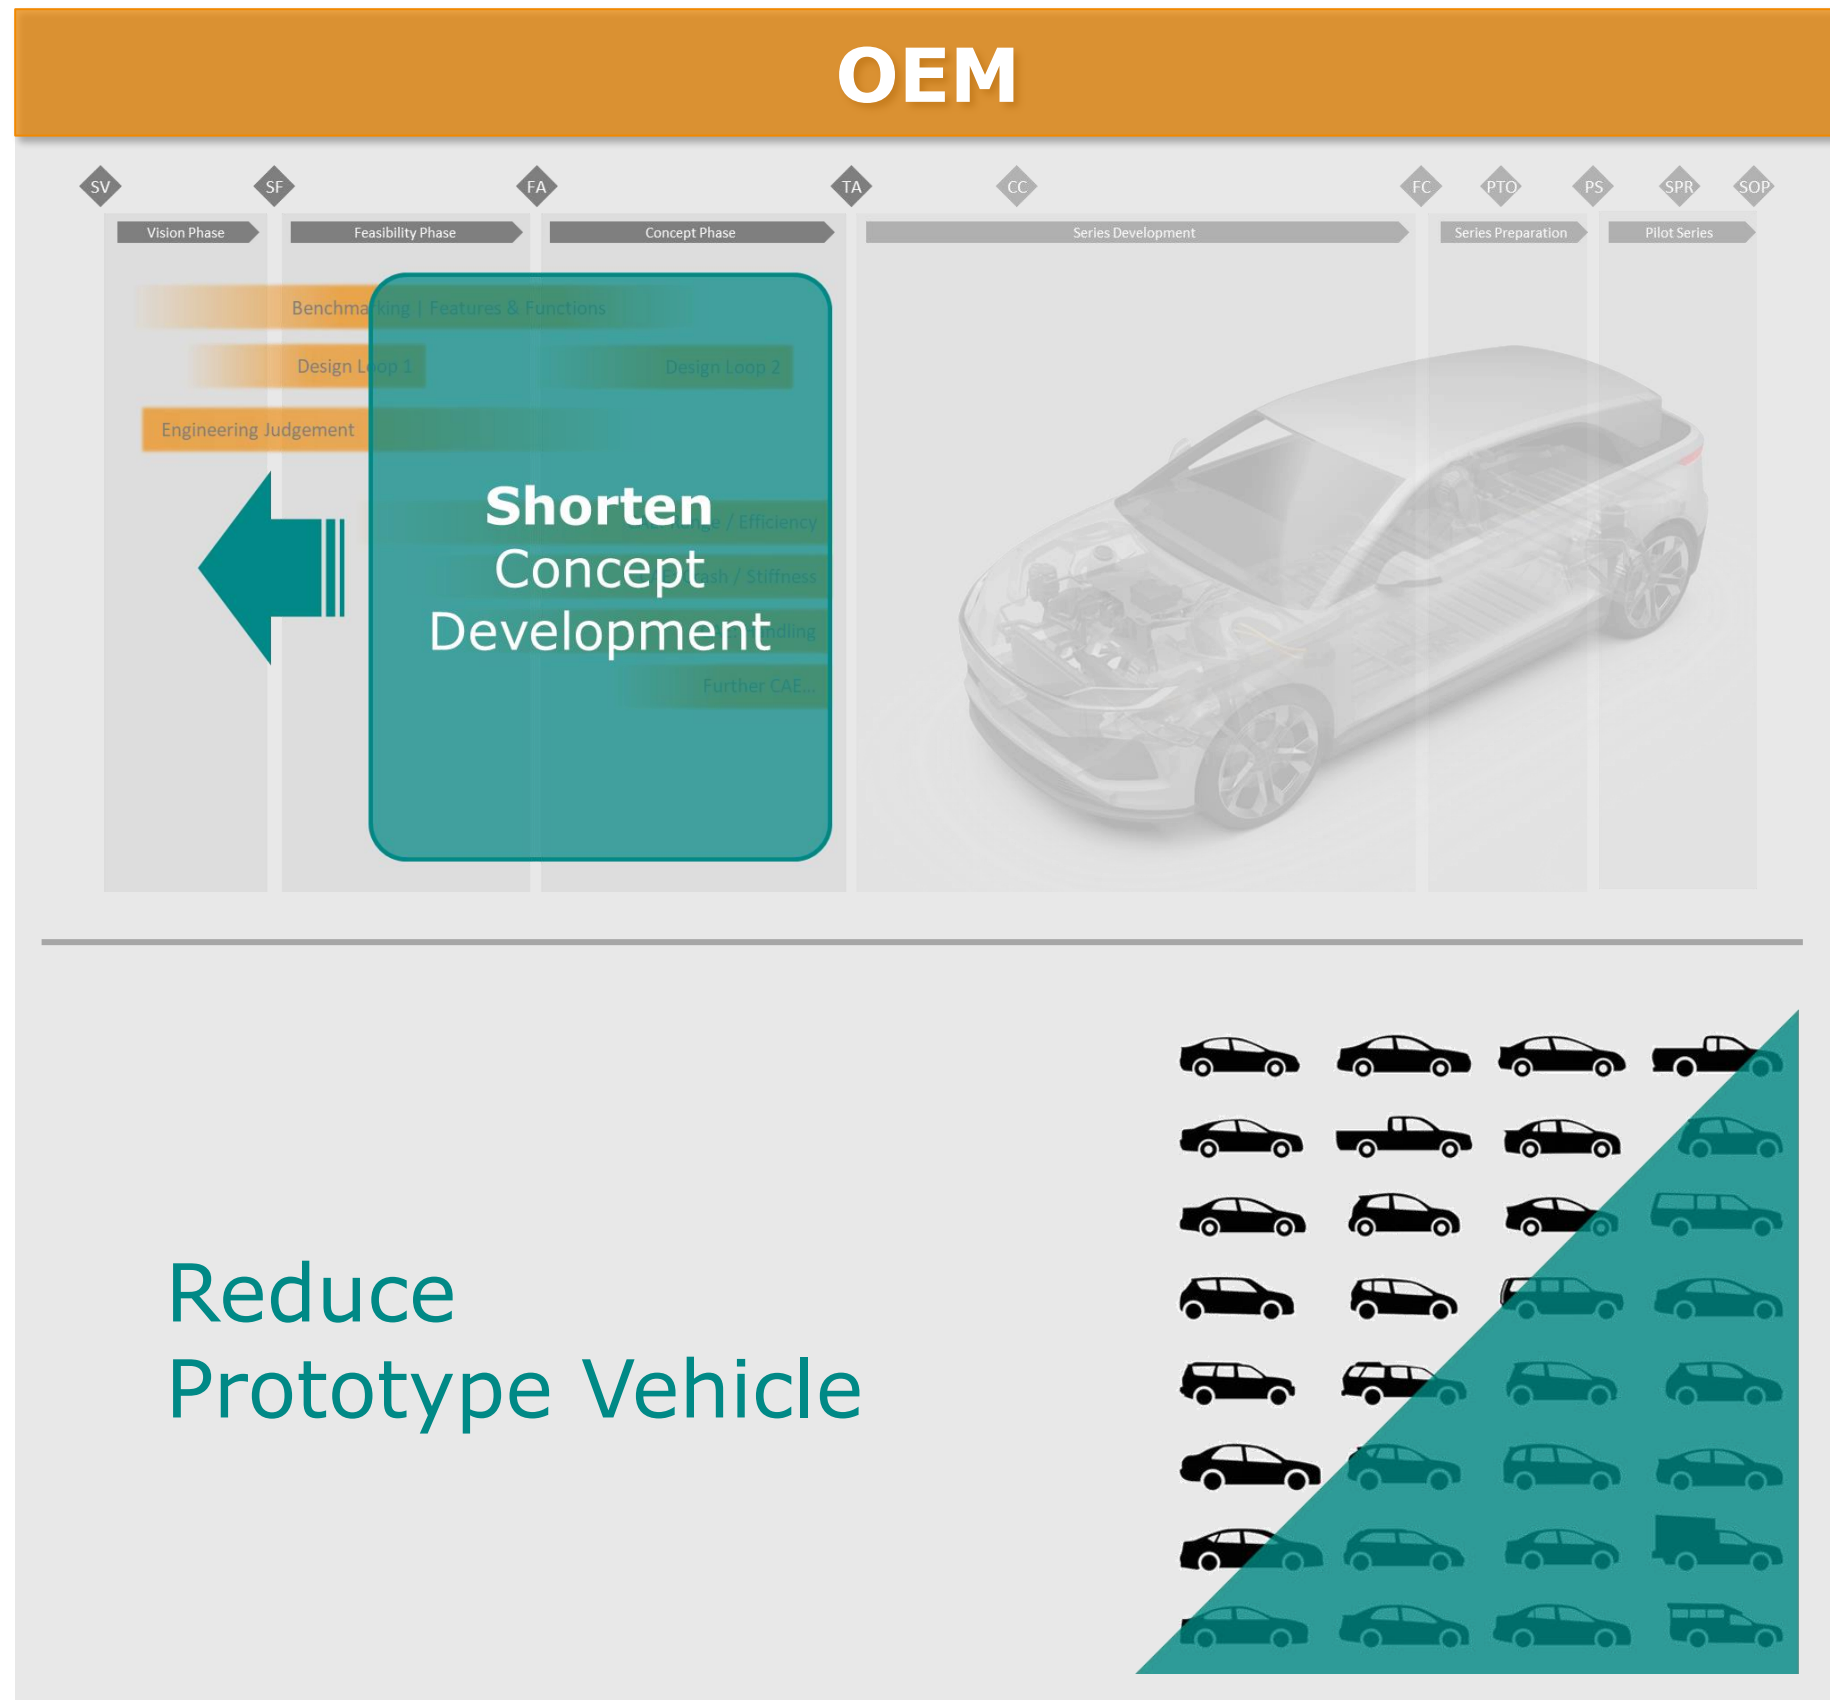 OEM
SV SF FA TA CC FC PTO PS SPR SOP
Vision Phase Feasibility Phase Concept Phase Series Development Series Preparation Pilot Series
Benchmarking | Features & Functions
Design Loop 1 Design Loop 2
Engineering Judgement
Shorten
Concept
Development
/ Efficiency
/ Stiffness
Further CAE...
Reduce
Prototype Vehicle